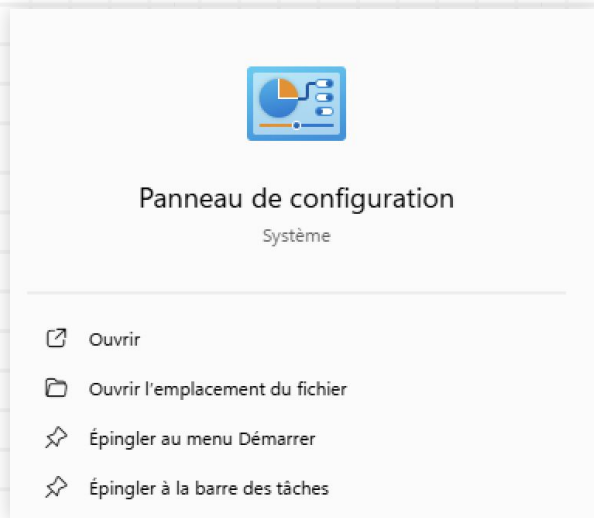 Panneau de configuration
Système
Ouvrir
Ouvrir l'emplacement du fichier
Épingler au menu Démarrer
Épingler à la barre des tâches